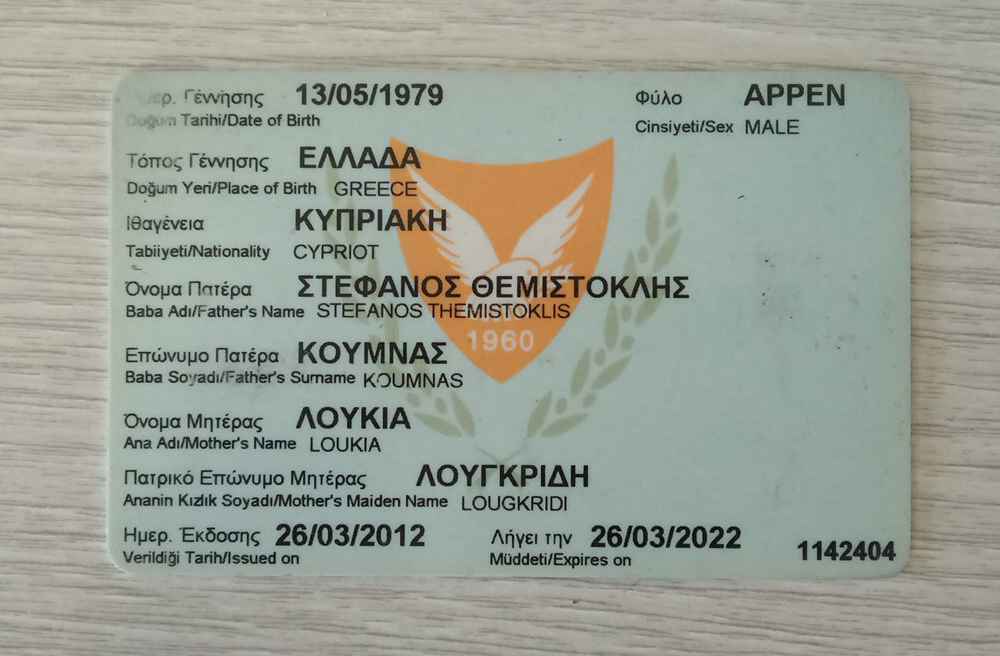 ερ. Γέννησης 13/05/1979 Φύλο ΑΡΡΕΝ
Doğum Tarihi/Date of Birth Cinsiyeti/Sex MALE
Τόπος Γέννησης ΕΛΛΑΔΑ
Doğum Yeri/Place of Birth GREECE
Ιθαγένεια ΚΥΠΡΙΑΚΗ
Tabiiyeti/Nationality CYPRIOT
Όνομα Πατέρα ΣΤΕΦΑΝΟΣ ΘΕΜΙΣΤΟΚΛΗΣ
Baba Adı/Father's Name STEFANOS THEMISTOKLIS
1960
Επώνυμο Πατέρα ΚΟΥΜΝΑΣ
Baba Soyadı/Father's Surname KOUMNAS
Όνομα Μητέρας ΛΟΥΚΙΑ
Ana Adı/Mother's Name LOUKIA
Πατρικό Επώνυμο Μητέρας ΛΟΥΓΚΡΙΔΗ
Ananin Kızlık Soyadı/Mother's Maiden Name LOUGKRIDI
Ημερ. Έκδοσης 26/03/2012 Λήγει την 26/03/2022
Verildiği Tarih/Issued on Müddeti/Expires on
1142404